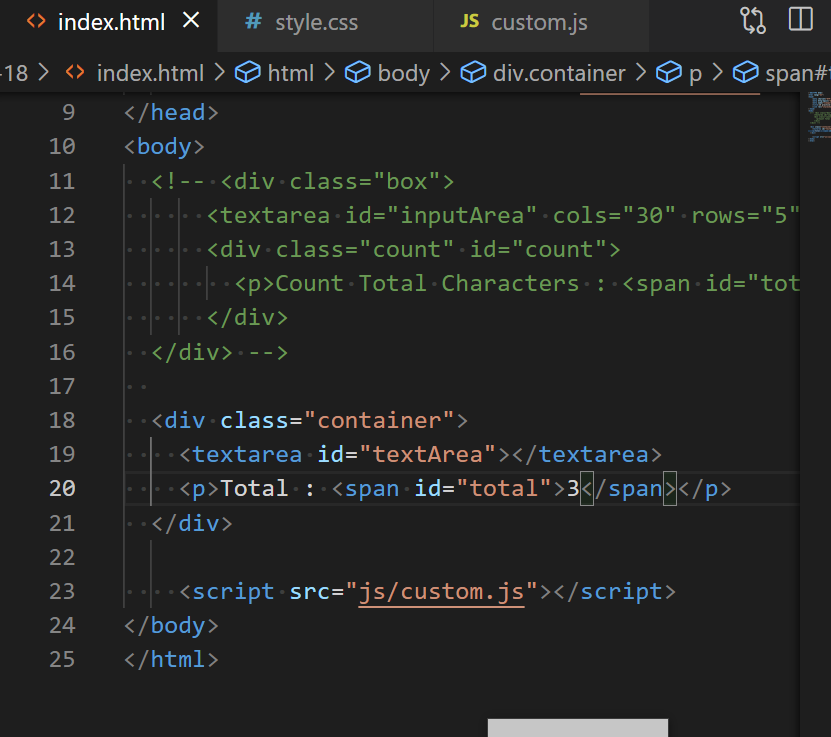 index.html
style.css
JS custom.js
-18 > index.html > html > body > div.container > p > span#
9 </head>
10 <body>
11 <!-- <div class="box">
12 <textarea id="inputArea" cols="30" rows="5"
13 <div class="count" id="count">
14 <p>Count Total Characters : <span id="tot
15 </div>
16 </div> -->
17
18 <div class="container">
19 <textarea id="textArea"></textarea>
20 <p>Total : <span id="total">3</span></p>
21 </div>
22
23 <script src="js/custom.js"></script>
24 </body>
25 </html>